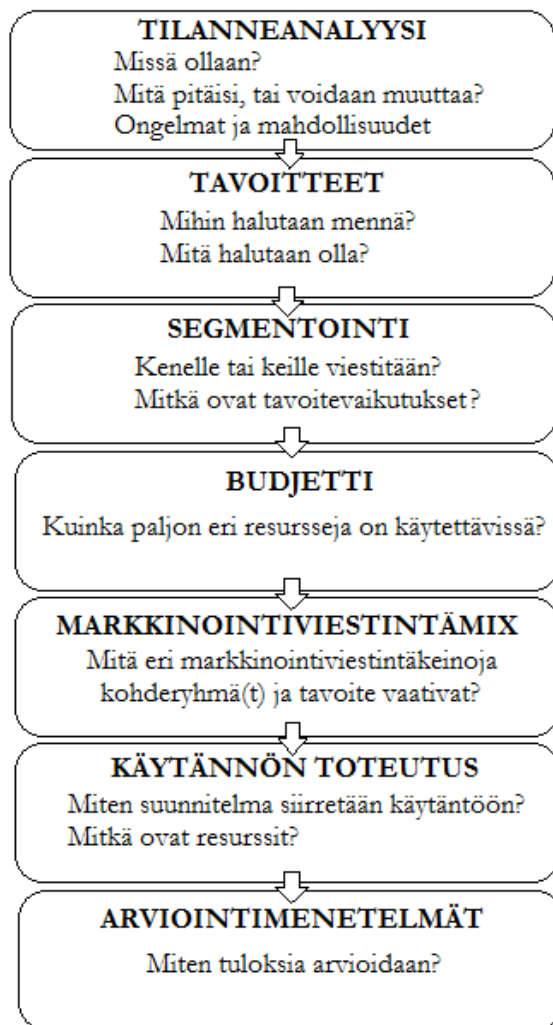 TILANNEANALYYSI
Missä ollaan?
Mitä pitäisi, tai voidaan muuttaa?
Ongelmat ja mahdollisuudet
TAVOITTEET
Mihin halutaan mennä?
Mitä halutaan olla?
SEGMENTOINTI
Kenelle tai keille viestitään?
Mitkä ovat tavoitevaikutukset?
BUDJETTI
Kuinka paljon eri resursseja on käytettävissä?
MARKKINOINTIVIESTINTÄMIX
Mitä eri markkinointiviestintäkeinoja
kohderyhmä(t) ja tavoite vaativat?
KÄYTÄNNÖN TOTEUTUS
Miten suunnitelma siirretään käytäntöön?
Mitkä ovat resurssit?
ARVIOINTIMENETELMÄT
Miten tuloksia arvioidaan?